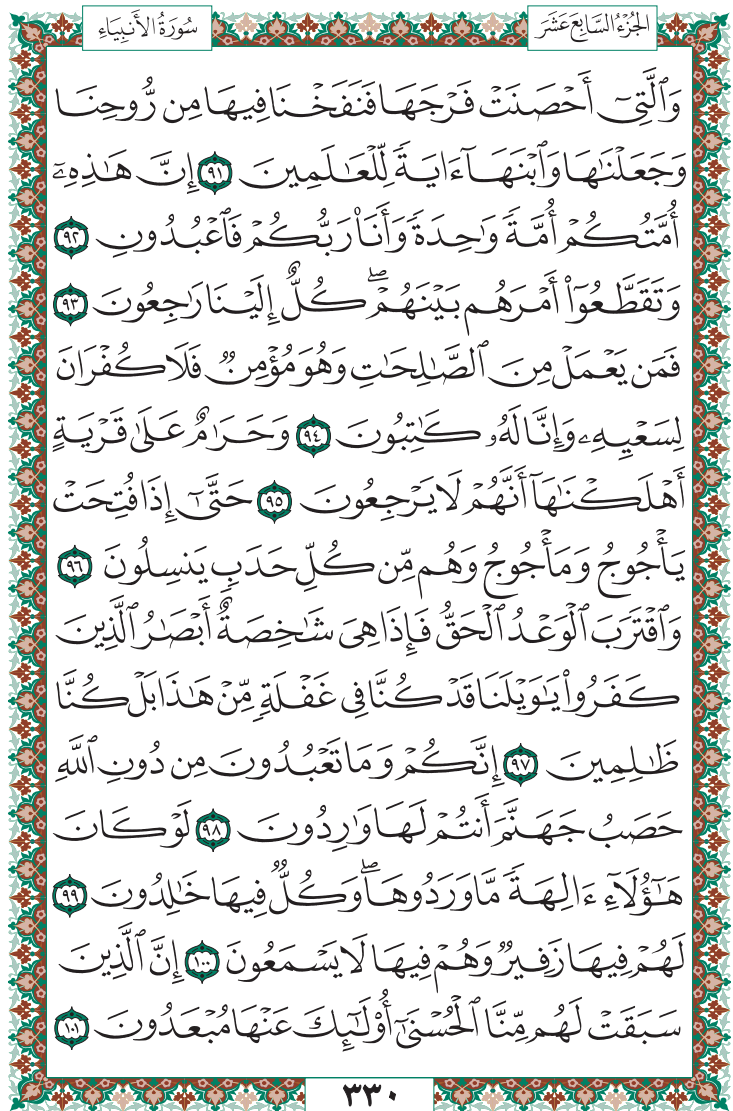 الجُزْءُ السَّابِعَ عَشَرَ
سُورَةُ الأَنبِيَاءِ
وَٱلَّتِىٓ أَحْصَنَتْ فَرْجَهَا فَنَفَخْنَا فِيهَا مِن رُّوحِنَا
وَجَعَلْنَٰهَا وَٱبْنَهَآ ءَايَةً لِّلْعَٰلَمِينَ ٩١ إِنَّ هَٰذِهِۦٓ
أُمَّتُكُمْ أُمَّةً وَٰحِدَةً وَأَنَا۠ رَبُّكُمْ فَٱعْبُدُونِ ٩٢
وَتَقَطَّعُوٓا۟ أَمْرَهُم بَيْنَهُمْ ۖ كُلٌّ إِلَيْنَا رَٰجِعُونَ ٩٣
فَمَن يَعْمَلْ مِنَ ٱلصَّٰلِحَٰتِ وَهُوَ مُؤْمِنٌ فَلَا كُفْرَانَ
لِسَعْيِهِۦ وَإِنَّا لَهُۥ كَٰتِبُونَ ٩٤ وَحَرَٰمٌ عَلَىٰ قَرْيَةٍ
أَهْلَكْنَٰهَآ أَنَّهُمْ لَا يَرْجِعُونَ ٩٥ حَتَّىٰٓ إِذَا فُتِحَتْ
يَأْجُوجُ وَمَأْجُوجُ وَهُم مِّن كُلِّ حَدَبٍ يَنسِلُونَ ٩٦
وَٱقْتَرَبَ ٱلْوَعْدُ ٱلْحَقُّ فَإِذَا هِىَ شَٰخِصَةٌ أَبْصَٰرُ ٱلَّذِينَ
كَفَرُوا۟ يَٰوَيْلَنَا قَدْ كُنَّا فِى غَفْلَةٍ مِّنْ هَٰذَا بَلْ كُنَّا
ظَٰلِمِينَ ٩٧ إِنَّكُمْ وَمَا تَعْبُدُونَ مِن دُونِ ٱللَّهِ
حَصَبُ جَهَنَّمَ أَنتُمْ لَهَا وَٰرِدُونَ ٩٨ لَوْ كَانَ
هَٰٓؤُلَآءِ ءَالِهَةً مَّا وَرَدُوهَا ۖ وَكُلٌّ فِيهَا خَٰلِدُونَ ٩٩
لَهُمْ فِيهَا زَفِيرٌ وَهُمْ فِيهَا لَا يَسْمَعُونَ ١٠٠ إِنَّ ٱلَّذِينَ
سَبَقَتْ لَهُم مِّنَّا ٱلْحُسْنَىٰٓ أُو۟لَٰٓئِكَ عَنْهَا مُبْعَدُونَ ١٠١
٣٣٠